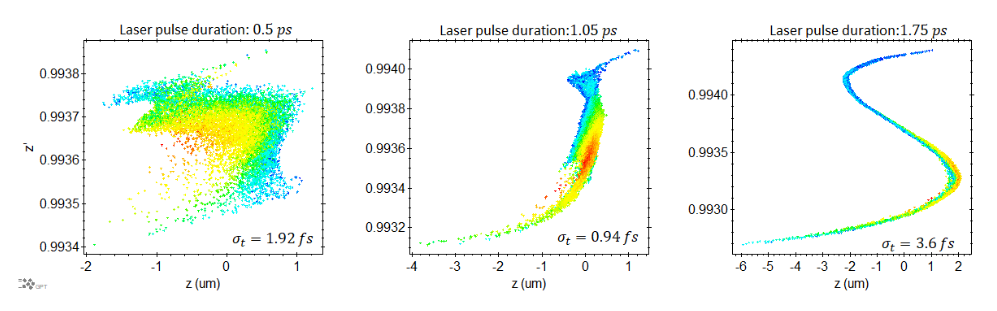 Laser pulse duration: 0.5 ps
0.9938
0.9937
0.9936
0.9935
0.9934
z'
-2
-1
0
1
z (um)
σt = 1.92 fs
GPT
Laser pulse duration:1.05 ps
0.9940
0.9938
0.9936
0.9934
0.9932
-4
-3
-2
-1
0
1
z (um)
σt = 0.94 fs
Laser pulse duration:1.75 ps
0.9940
0.9935
0.9930
-6
-5
-4
-3
-2
-1
0
1
2
z (um)
σt = 3.6 fs